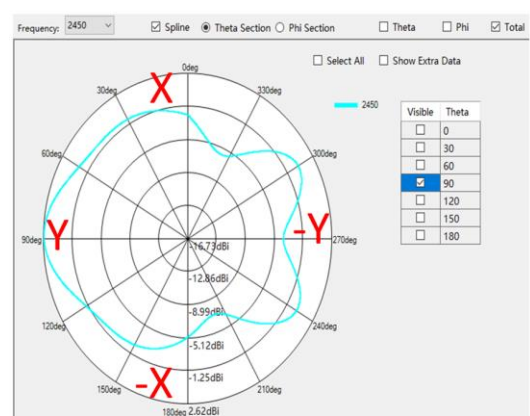 Frequency: 2450 Spline Theta Section Phi Section Theta Phi Total
Select All Show Extra Data
0deg
X
30deg
330deg
2450
60deg
300deg
Visible Theta
0
30
60
90
120
150
180
90deg
Y
-Y
270deg
-16.73dBi
-12.86dBi
-8.99dBi
-5.12dBi
-1.25dBi
2.62dBi
120deg
240deg
150deg
-X
210deg
180deg